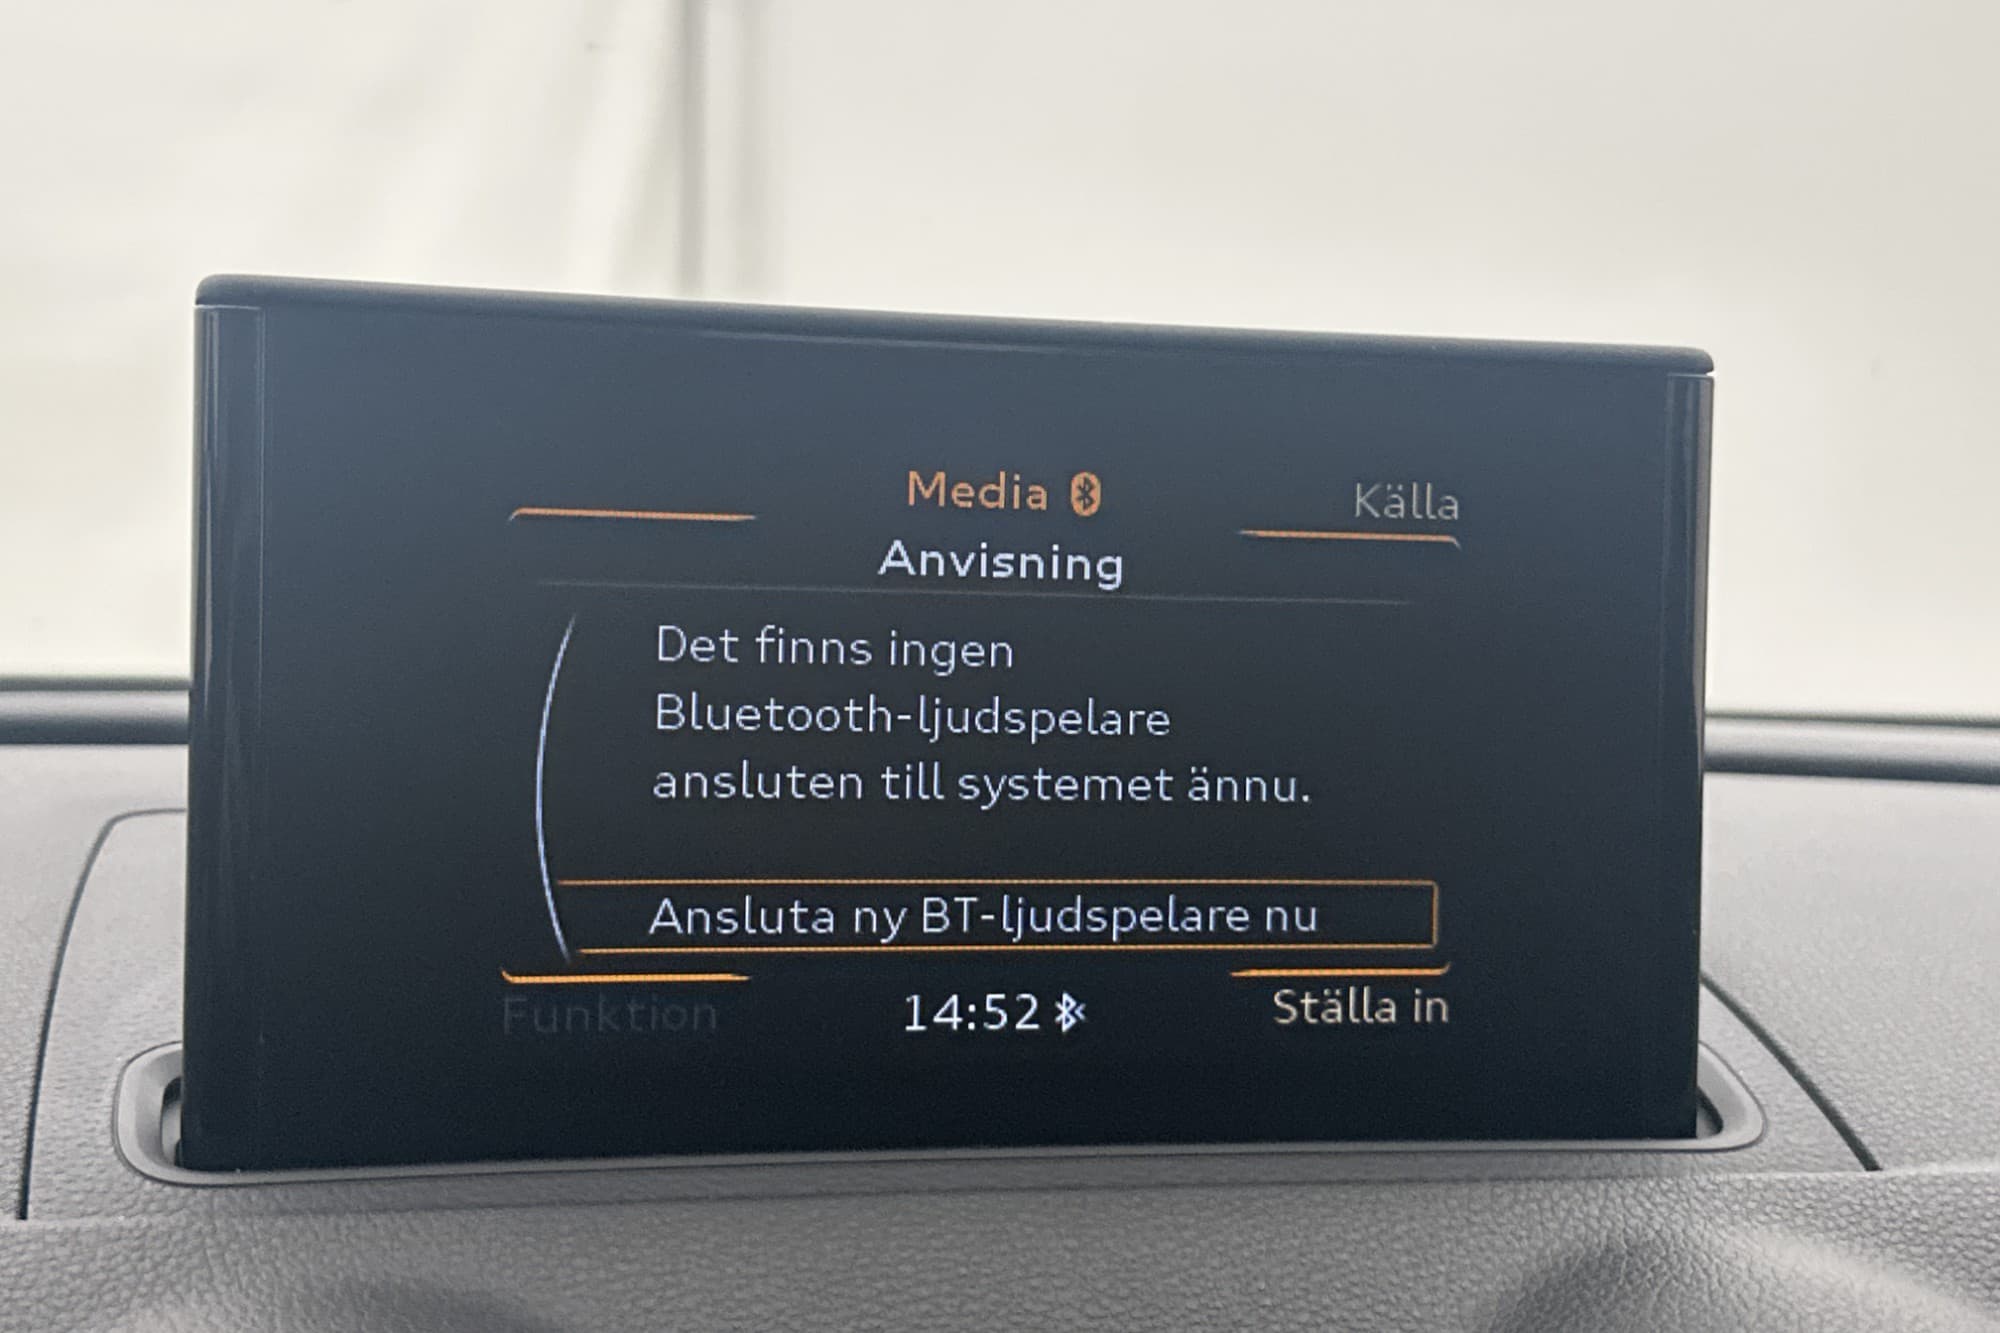 Media
Källa
Anvisning
Det finns ingen
Bluetooth-ljudspelare
ansluten till systemet ännu.
Ansluta ny BT-ljudspelare nu
Funktion
14:52
Ställa in